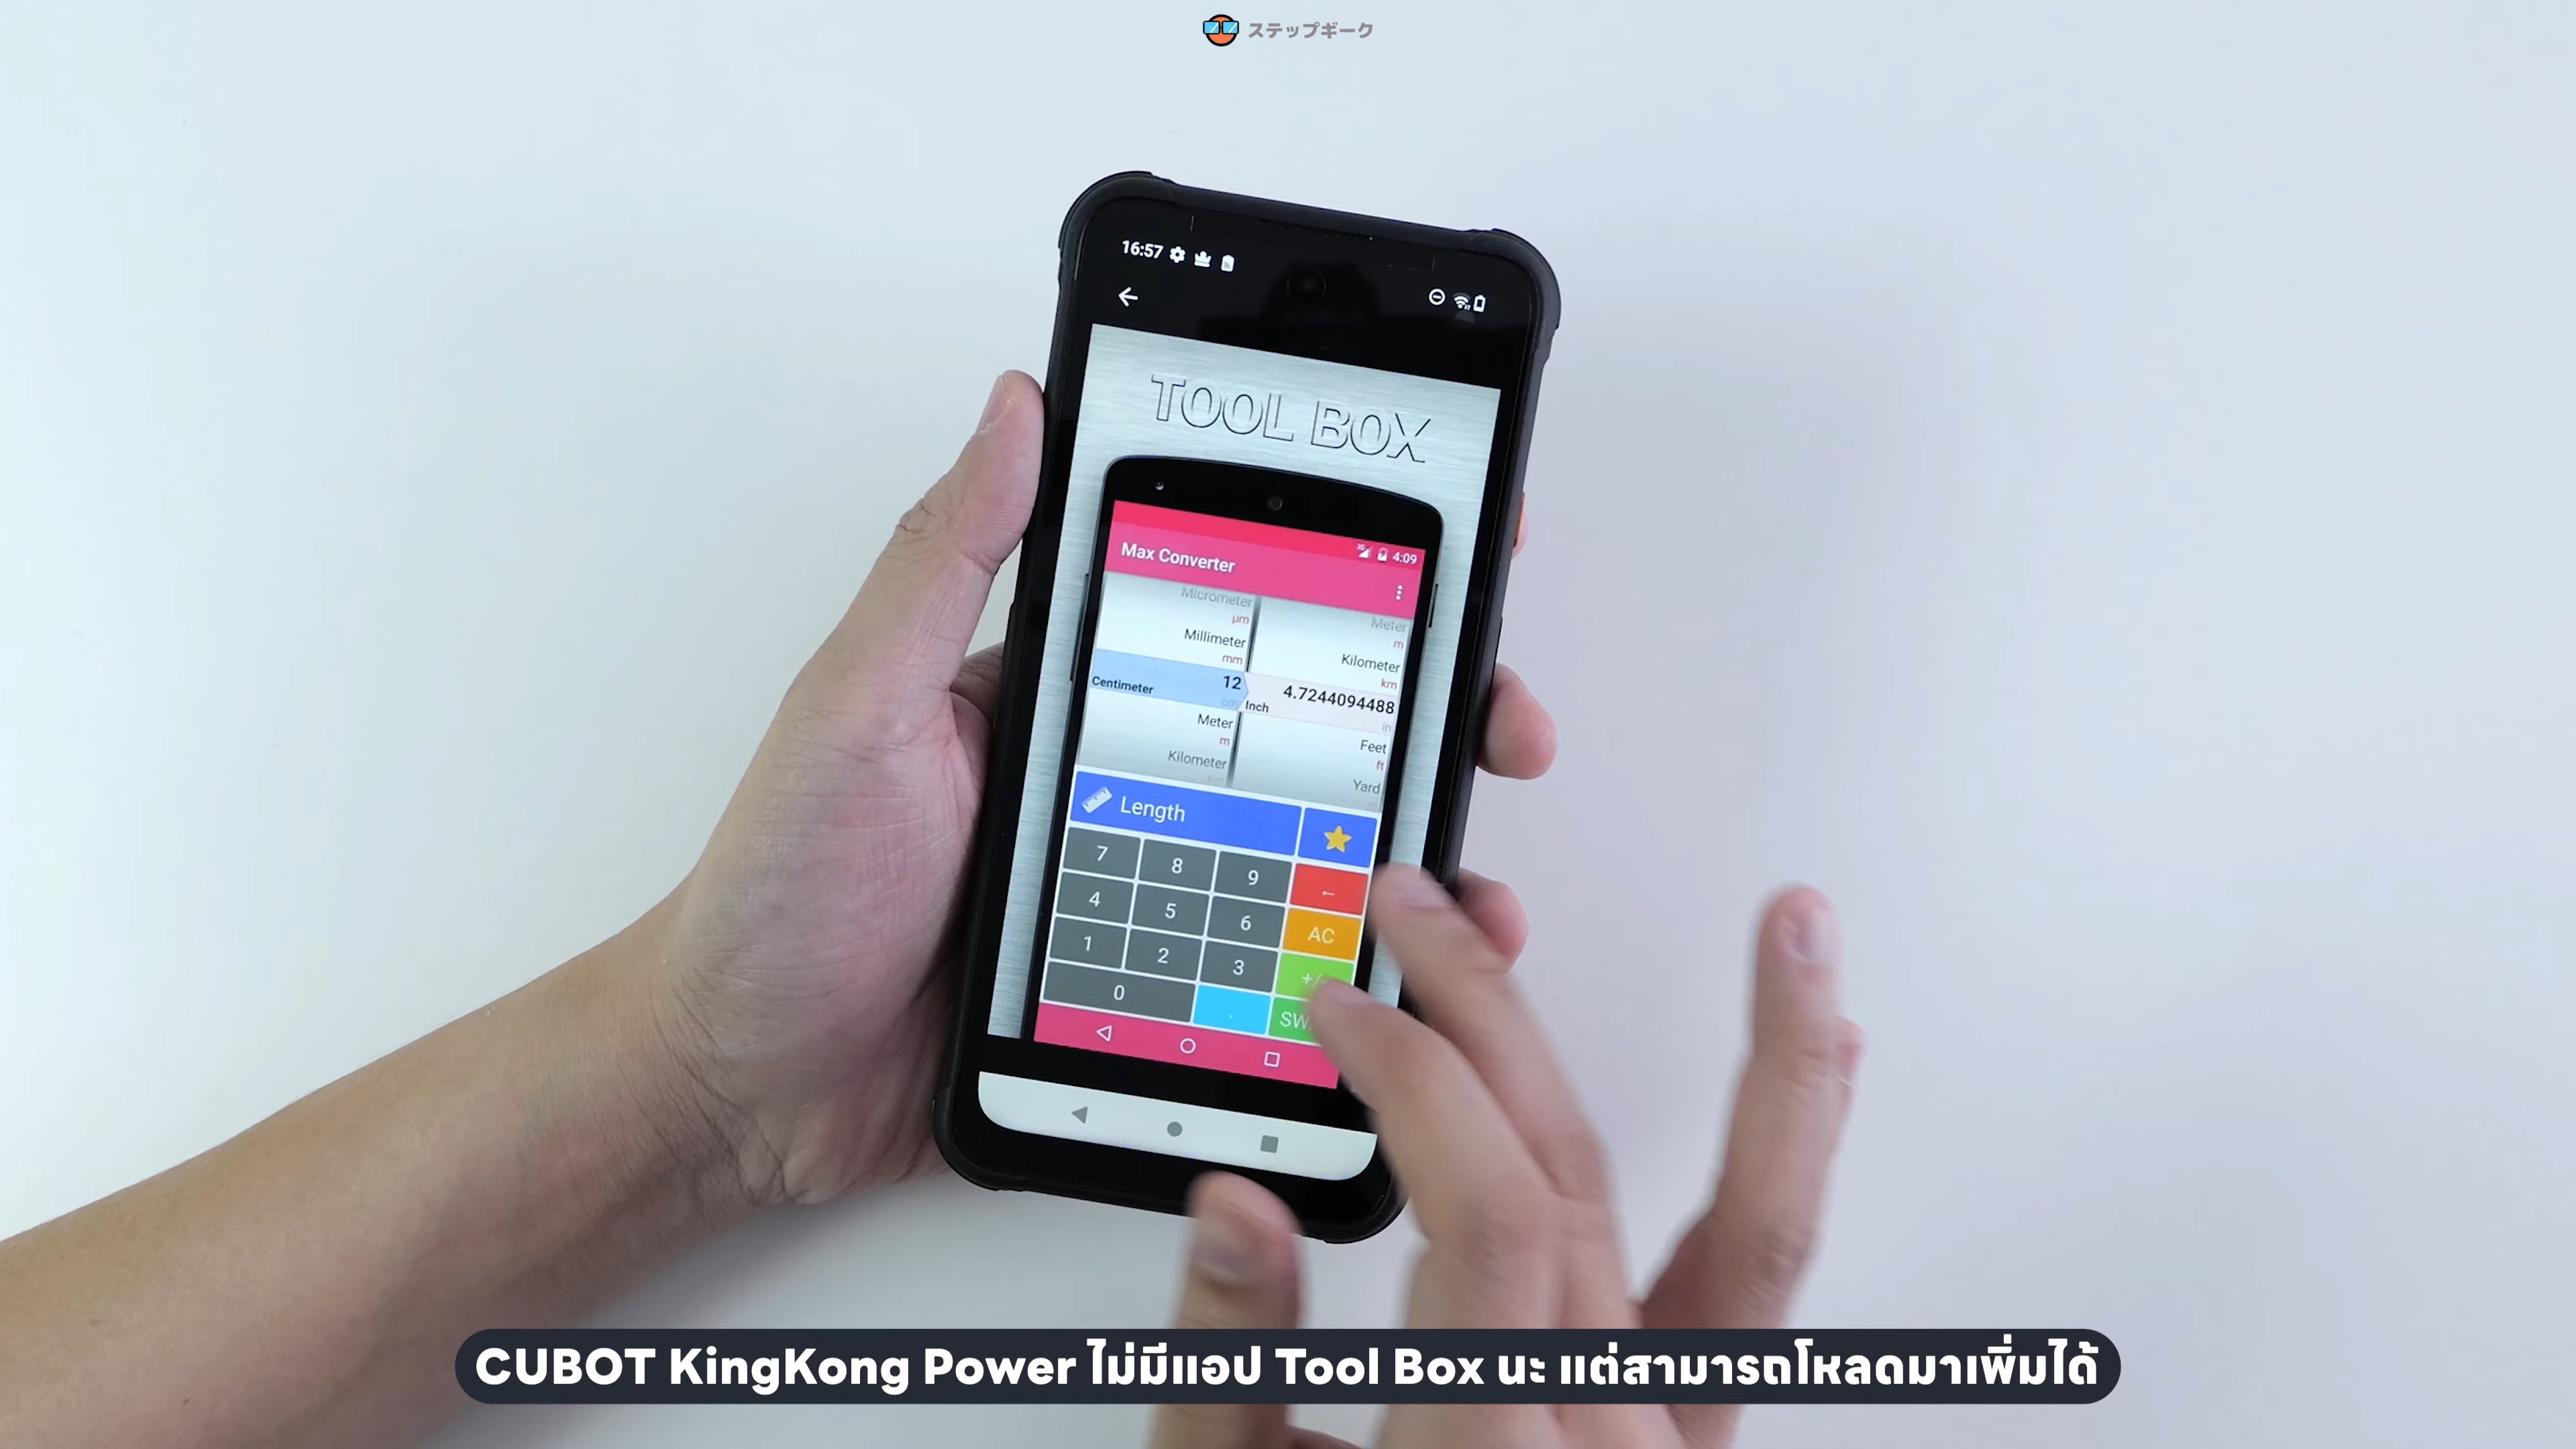 ステップギーク
16:57
TOOL BOX
4:09
Max Converter
Micrometer
µm
Millimeter
mm
Centimeter
12
cm
Meter
m
Kilometer
Meter
m
Kilometer
km
4.7244094488
Inch
in
Feet
ft
Yard
Length
7 8 9 ←
4 5 6 AC
1 2 3
0 .
CUBOT KingKong Power ไม่มีแอป Tool Box นะ แต่สามารถโหลดมาเพิ่มได้